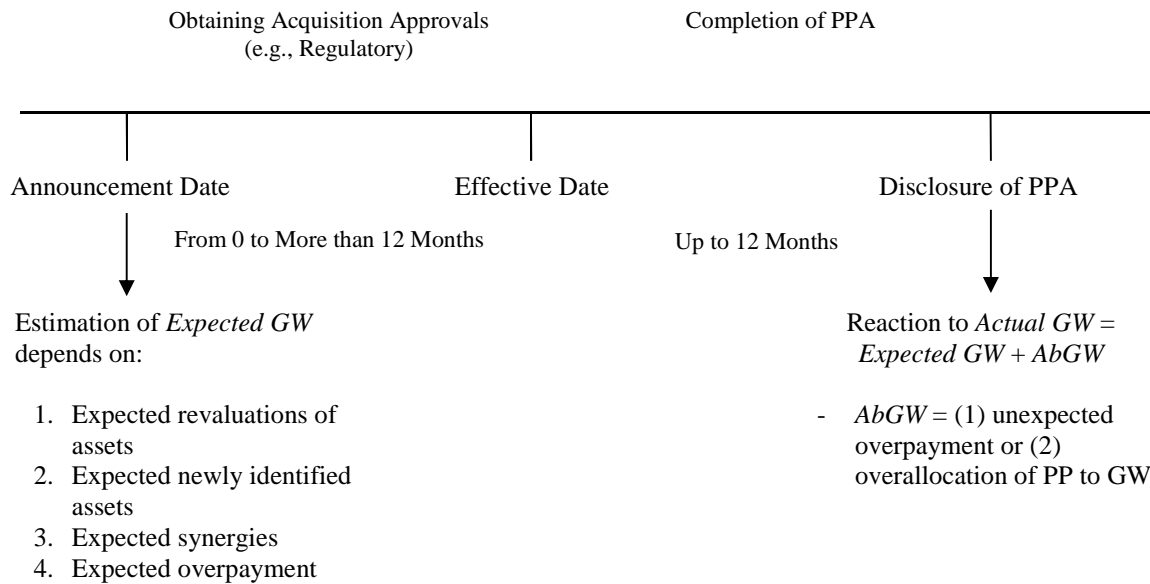 Obtaining Acquisition Approvals
(e.g., Regulatory)
Completion of PPA
Announcement Date
Effective Date
Disclosure of PPA
From 0 to More than 12 Months
Up to 12 Months
Estimation of Expected GW
depends on:
1. Expected revaluations of
assets
2. Expected newly identified
assets
3. Expected synergies
4. Expected overpayment
Reaction to Actual GW =
Expected GW + AbGW
- AbGW = (1) unexpected
overpayment or (2)
overallocation of PP to GW